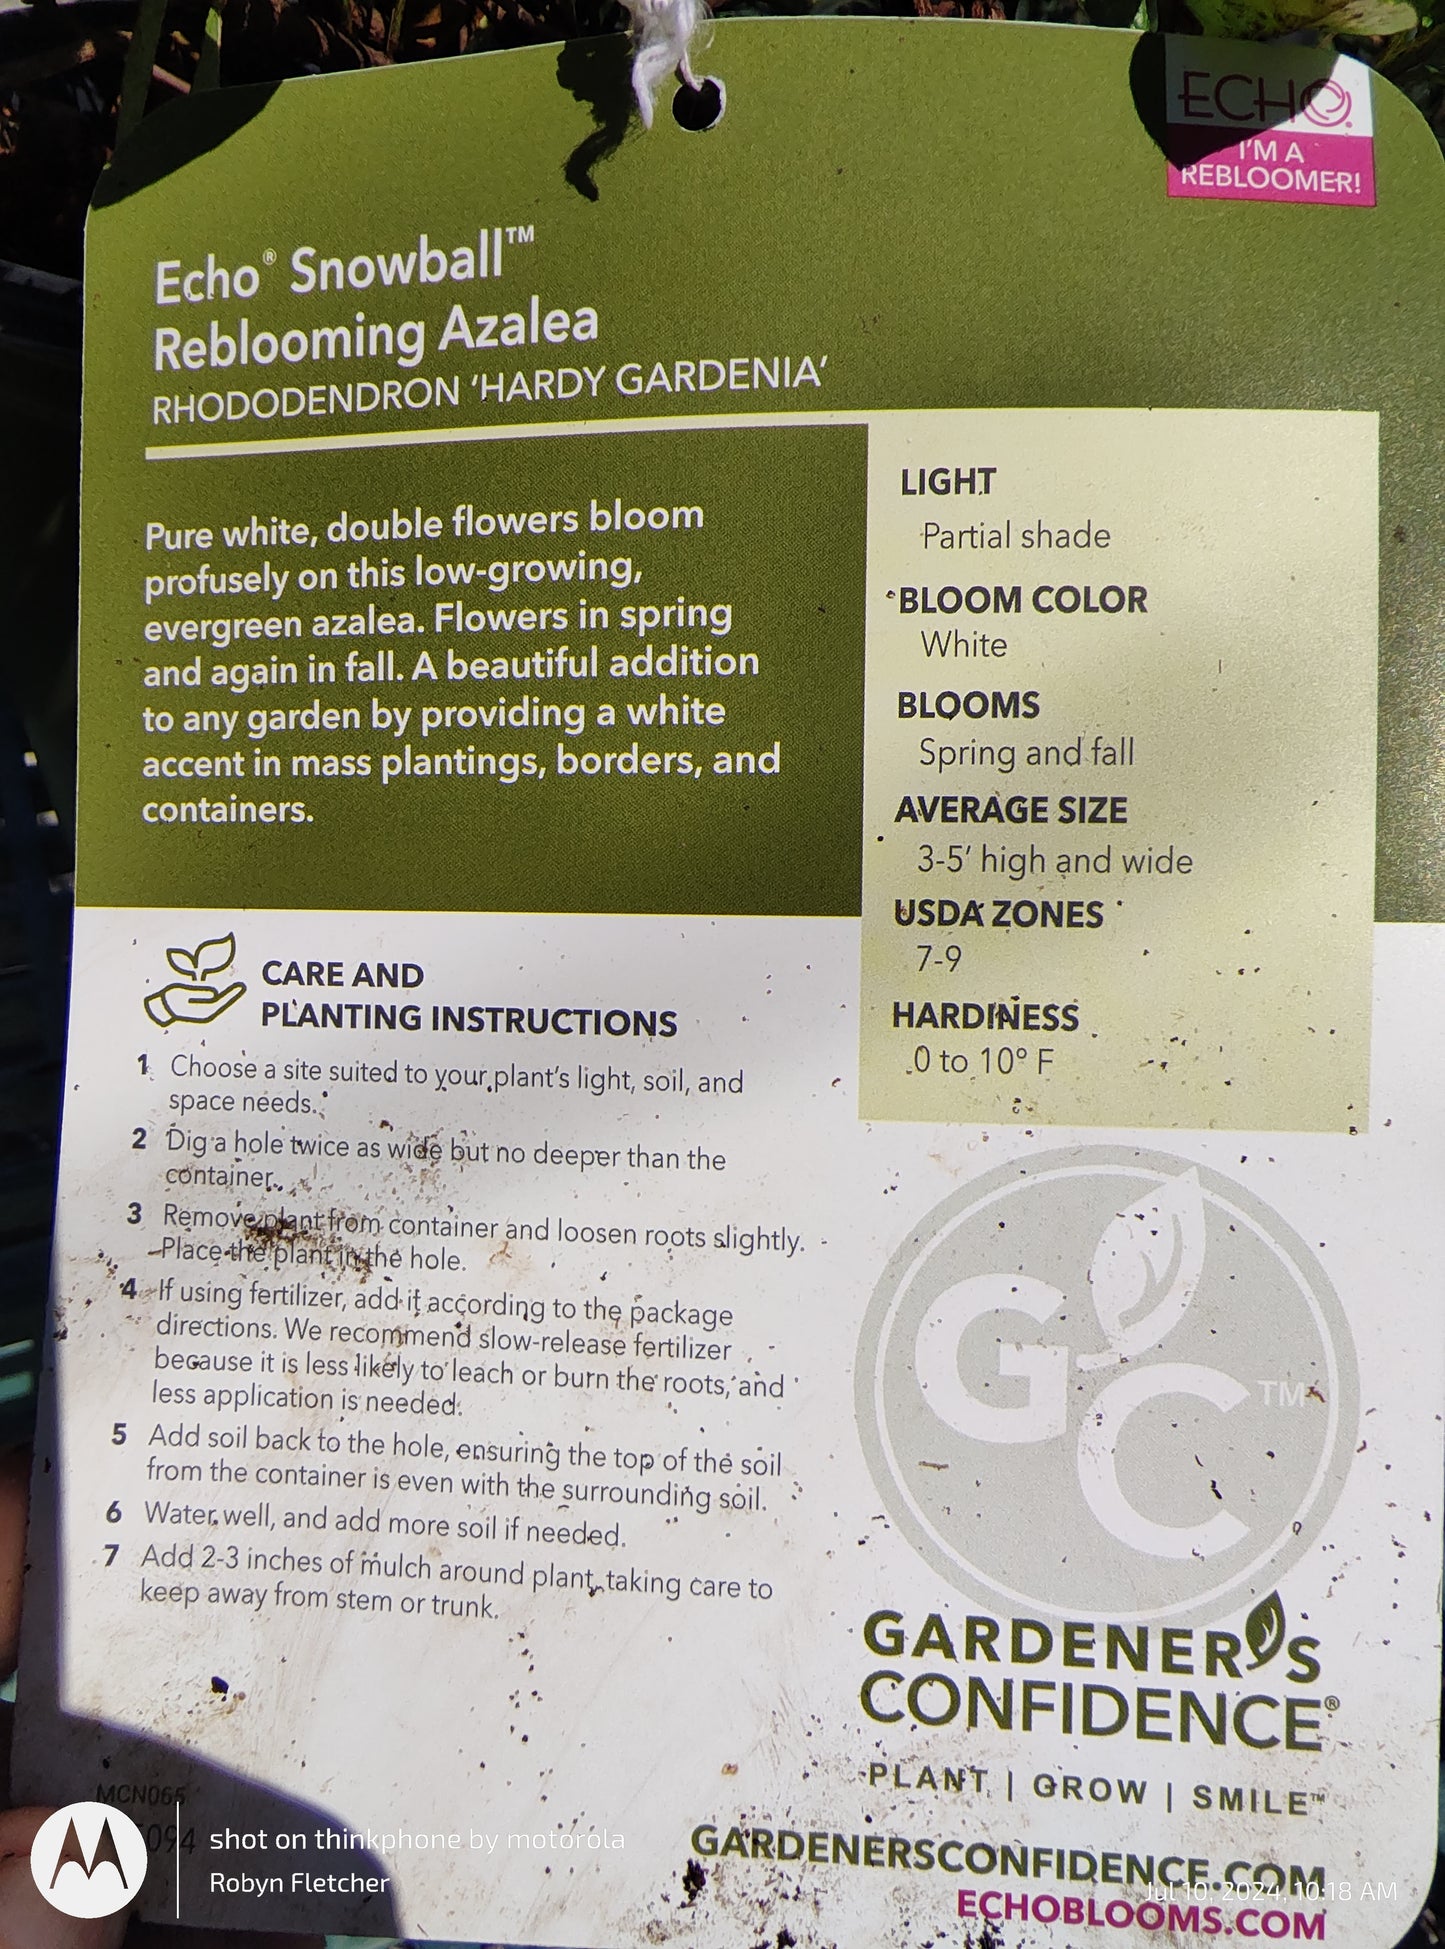 ECHO
I'M A
REBLOOMER!
Echo® Snowball™
Reblooming Azalea
RHODODENDRON 'HARDY GARDENIA'
Pure white, double flowers bloom
profusely on this low-growing,
evergreen azalea. Flowers in spring
and again in fall. A beautiful addition
to any garden by providing a white
accent in mass plantings, borders, and
containers.
LIGHT
Partial shade
BLOOM COLOR
White
BLOOMS
Spring and fall
AVERAGE SIZE
3-5' high and wide
USDA ZONES
7-9
HARDINESS
0 to 10° F
CARE AND
PLANTING INSTRUCTIONS
1 Choose a site suited to your plant's light, soil, and
space needs.
2 Dig a hole twice as wide but no deeper than the
container.
3 Remove plant from container and loosen roots slightly.
Place the plant in the hole.
4 If using fertilizer, add it according to the package
directions. We recommend slow-release fertilizer
because it is less likely to leach or burn the roots, and
less application is needed.
5 Add soil back to the hole, ensuring the top of the soil
from the container is even with the surrounding soil.
6 Water well, and add more soil if needed.
7 Add 2-3 inches of mulch around plant, taking care to
keep away from stem or trunk.
GC™
GARDENER'S
CONFIDENCE®
PLANT | GROW | SMILE™
GARDENERSCONFIDENCE.COM
ECHOBLOOMS.COM
MCN065
shot on thinkphone by motorola
Robyn Fletcher
Jul 10, 2024, 10:18 AM